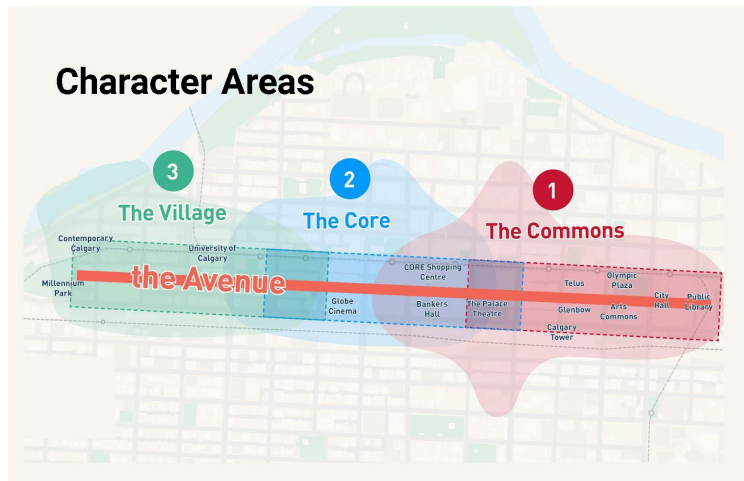 Character Areas
3
The Village
2
The Core
1
The Commons
Contemporary
Calgary
University of
Calgary
Millennium
Park
the Avenue
Globe
Cinema
CORE Shopping
Centre
Bankers
Hall
The Palace
Theatre
Telus
Olympic
Plaza
Glenbow
Arts
Commons
City
Hall
Public
Library
Calgary
Tower